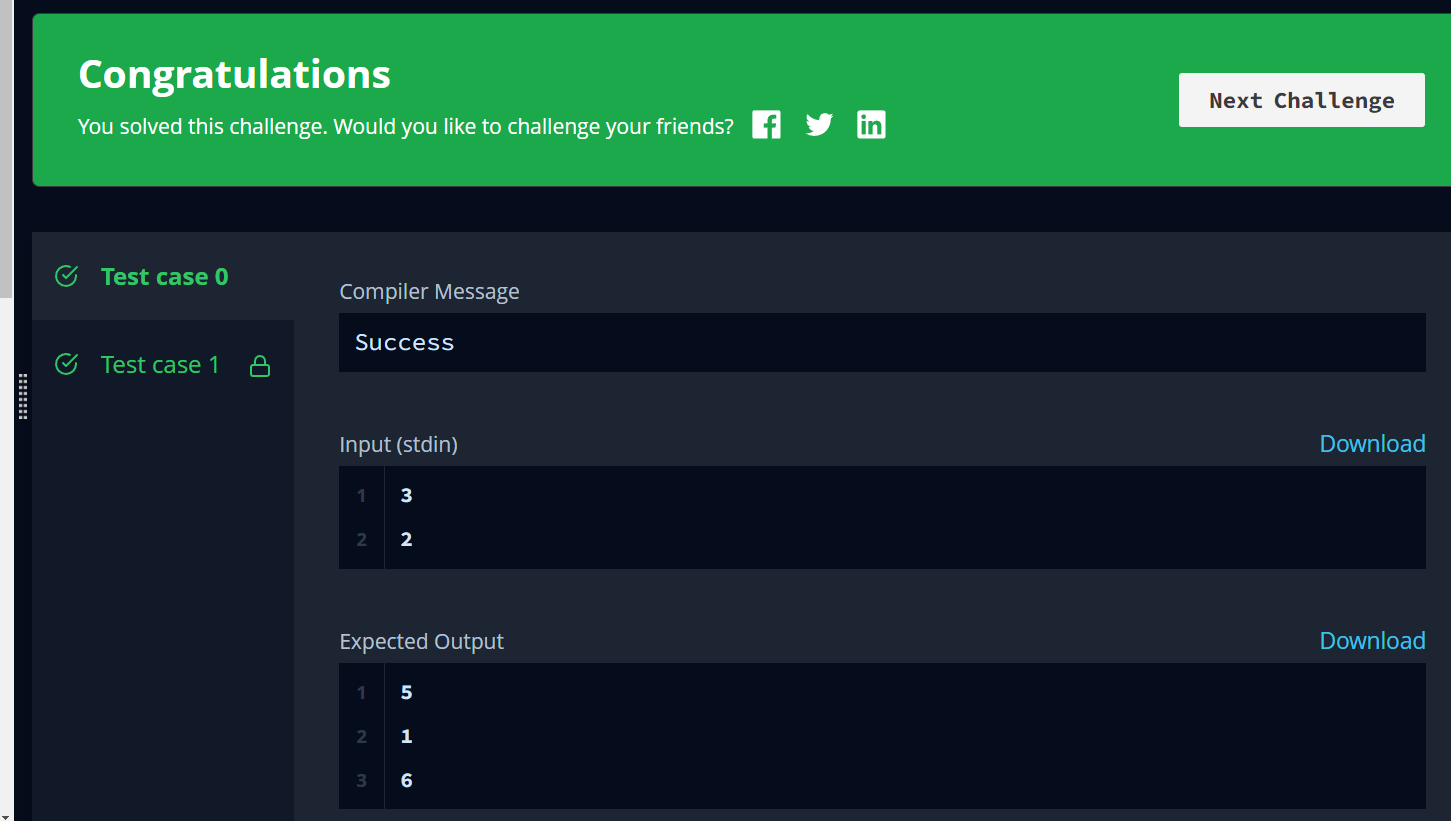 Congratulations
You solved this challenge. Would you like to challenge your friends?
Next Challenge
Test case 0
Test case 1
Compiler Message
Success
Input (stdin)
Download
1 3
2 2
Expected Output
Download
1 5
2 1
3 6